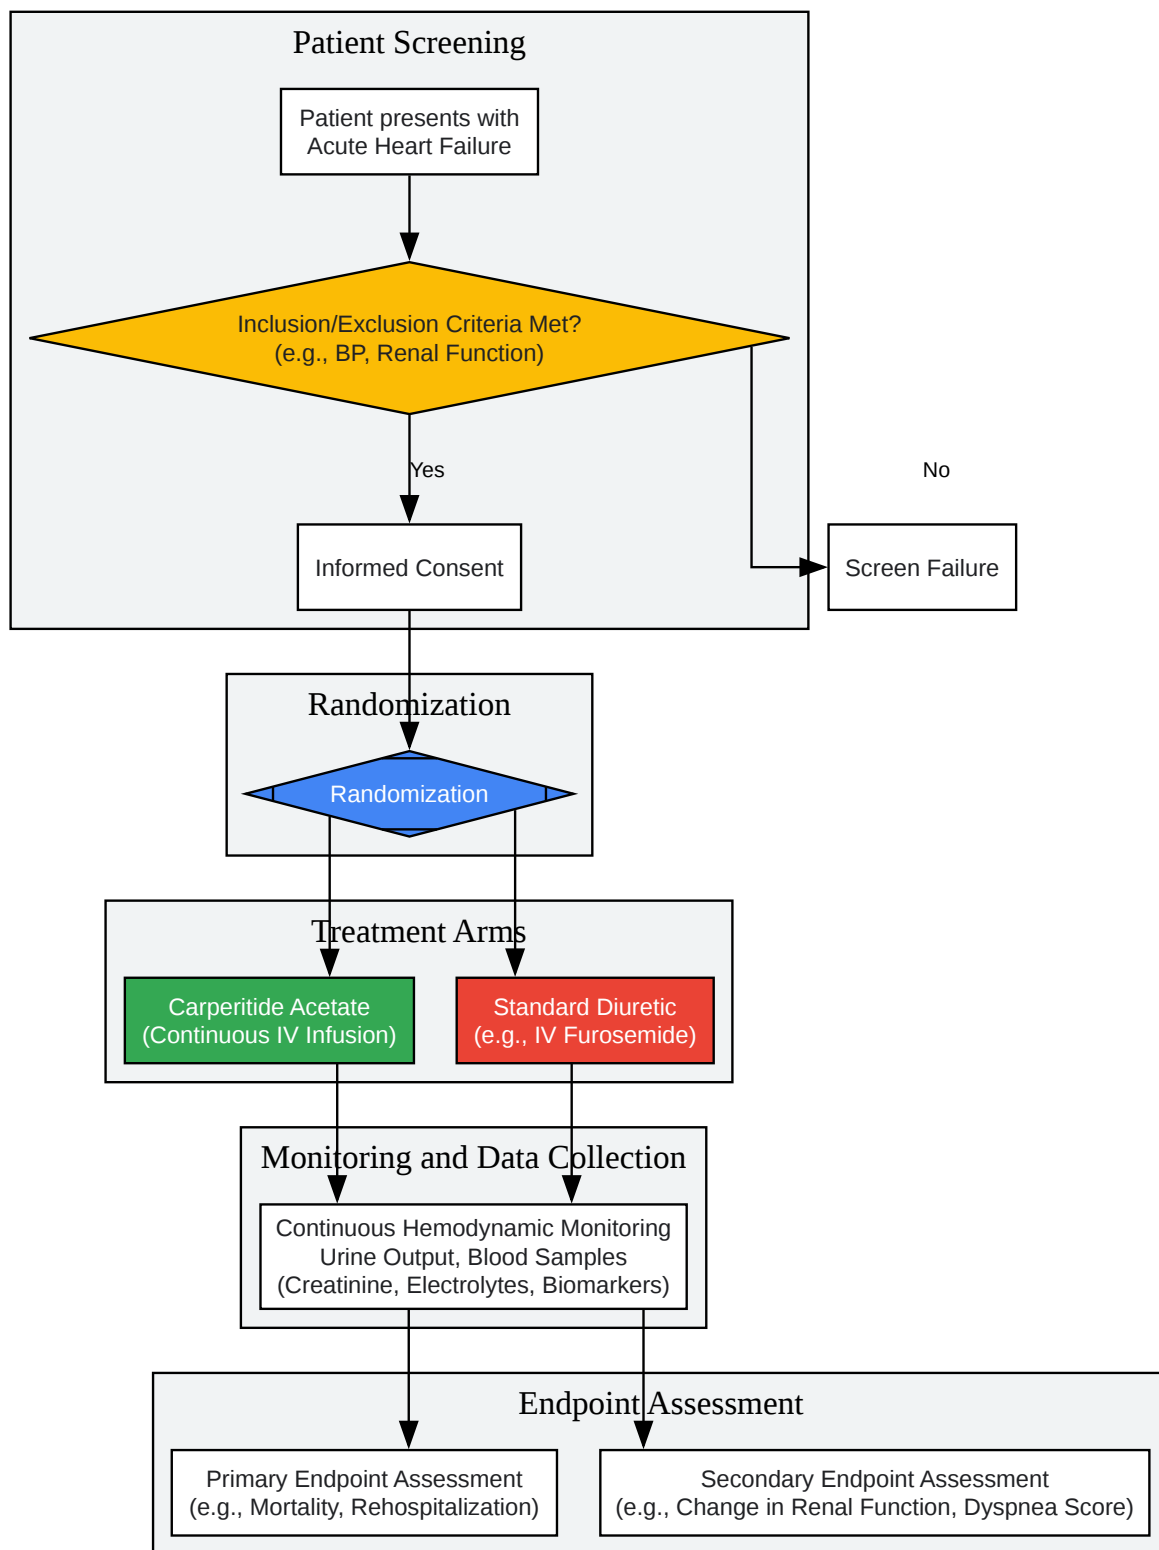 Patient Screening
Patient presents with
Acute Heart Failure
Inclusion/Exclusion Criteria Met?
(e.g., BP, Renal Function)
Yes
No
Informed Consent
Screen Failure
Randomization
Randomization
Treatment Arms
Carperitide Acetate
(Continuous IV Infusion)
Standard Diuretic
(e.g., IV Furosemide)
Monitoring and Data Collection
Continuous Hemodynamic Monitoring
Urine Output, Blood Samples
(Creatinine, Electrolytes, Biomarkers)
Endpoint Assessment
Primary Endpoint Assessment
(e.g., Mortality, Rehospitalization)
Secondary Endpoint Assessment
(e.g., Change in Renal Function, Dyspnea Score)